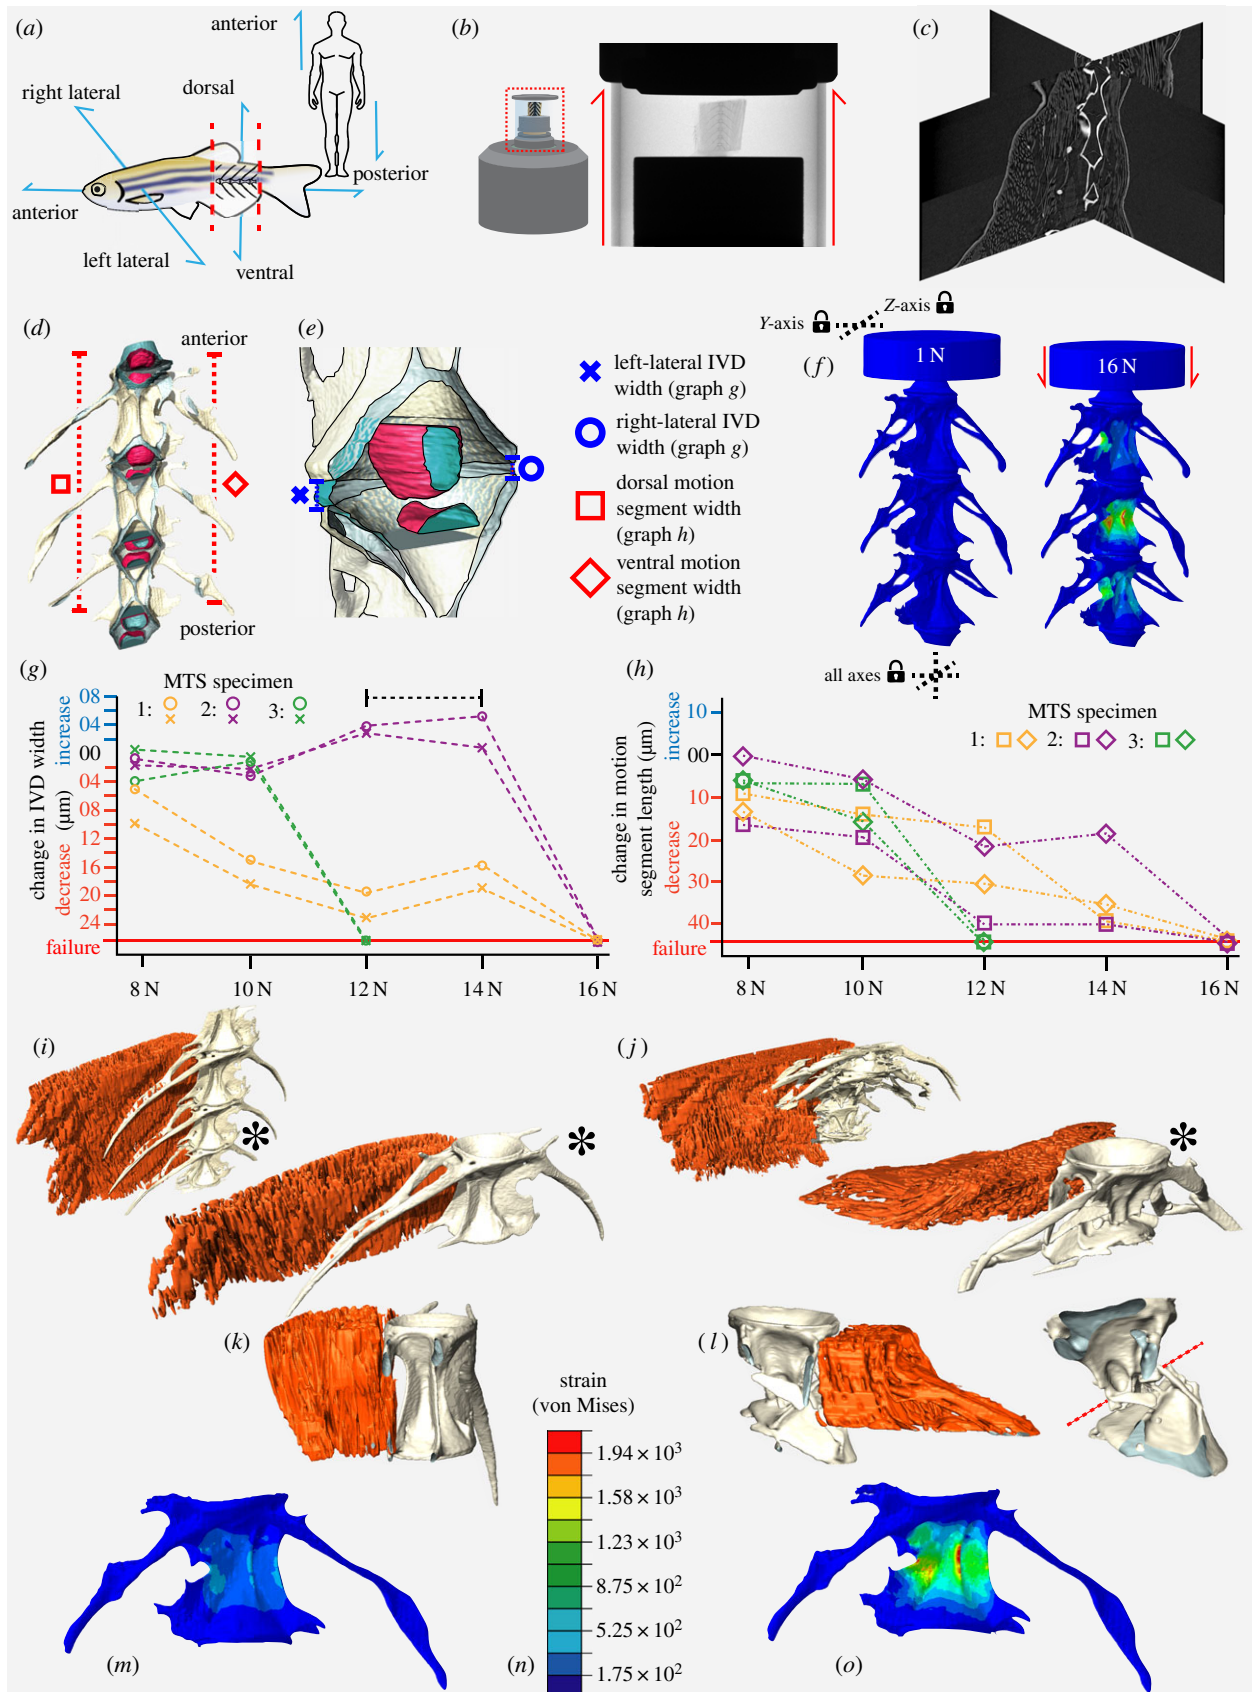 (a)
anterior
right lateral
dorsal
anterior
posterior
left lateral
ventral
(b)
(c)
(d)
anterior
posterior
(e)
left-lateral IVD
width (graph g)
right-lateral IVD
width (graph g)
dorsal motion
segment width
(graph h)
ventral motion
segment width
(graph h)
Y-axis
Z-axis
(f)
1 N
16 N
all axes
(g)
MTS specimen
1:
2:
3:
08
04
00
04
08
12
16
20
24
failure
change in IVD width (µm)
decrease
increase
8 N
10 N
12 N
14 N
16 N
(h)
MTS specimen
1:
2:
3:
10
00
10
20
30
40
failure
change in motion
segment length (µm)
decrease
increase
8 N
10 N
12 N
14 N
16 N
(i)
*
*
(j)
*
(k)
(l)
strain
(von Mises)
1.94 × 10³
1.58 × 10³
1.23 × 10³
8.75 × 10²
5.25 × 10²
1.75 × 10²
(m)
(n)
(o)